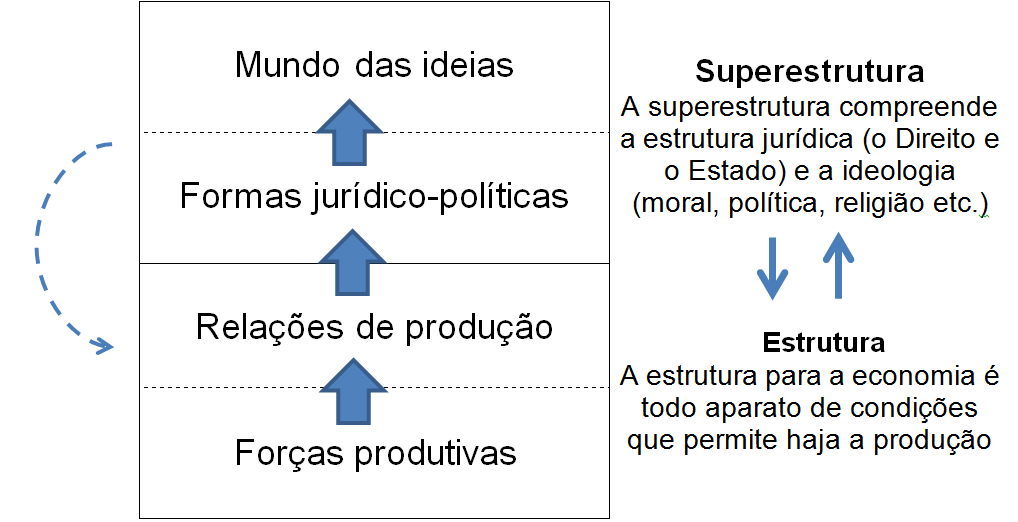 Mundo das ideias
Formas jurídico-políticas
Relações de produção
Forças produtivas
Superestrutura
A superestrutura compreende
a estrutura jurídica (o Direito e
o Estado) e a ideologia
(moral, política, religião etc.)
Estrutura
A estrutura para a economia é
todo aparato de condições
que permite haja a produção